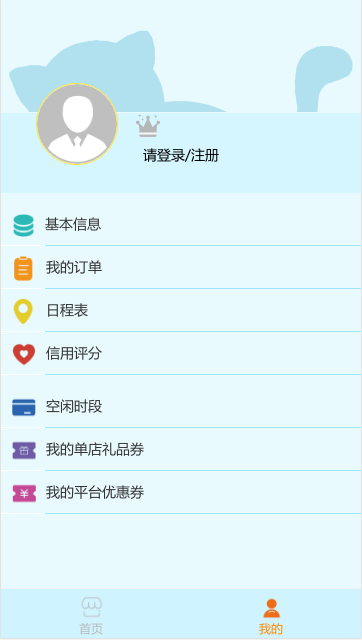 请登录/注册
基本信息
我的订单
日程表
信用评分
空闲时段
我的单店礼品券
我的平台优惠券
首页
我的